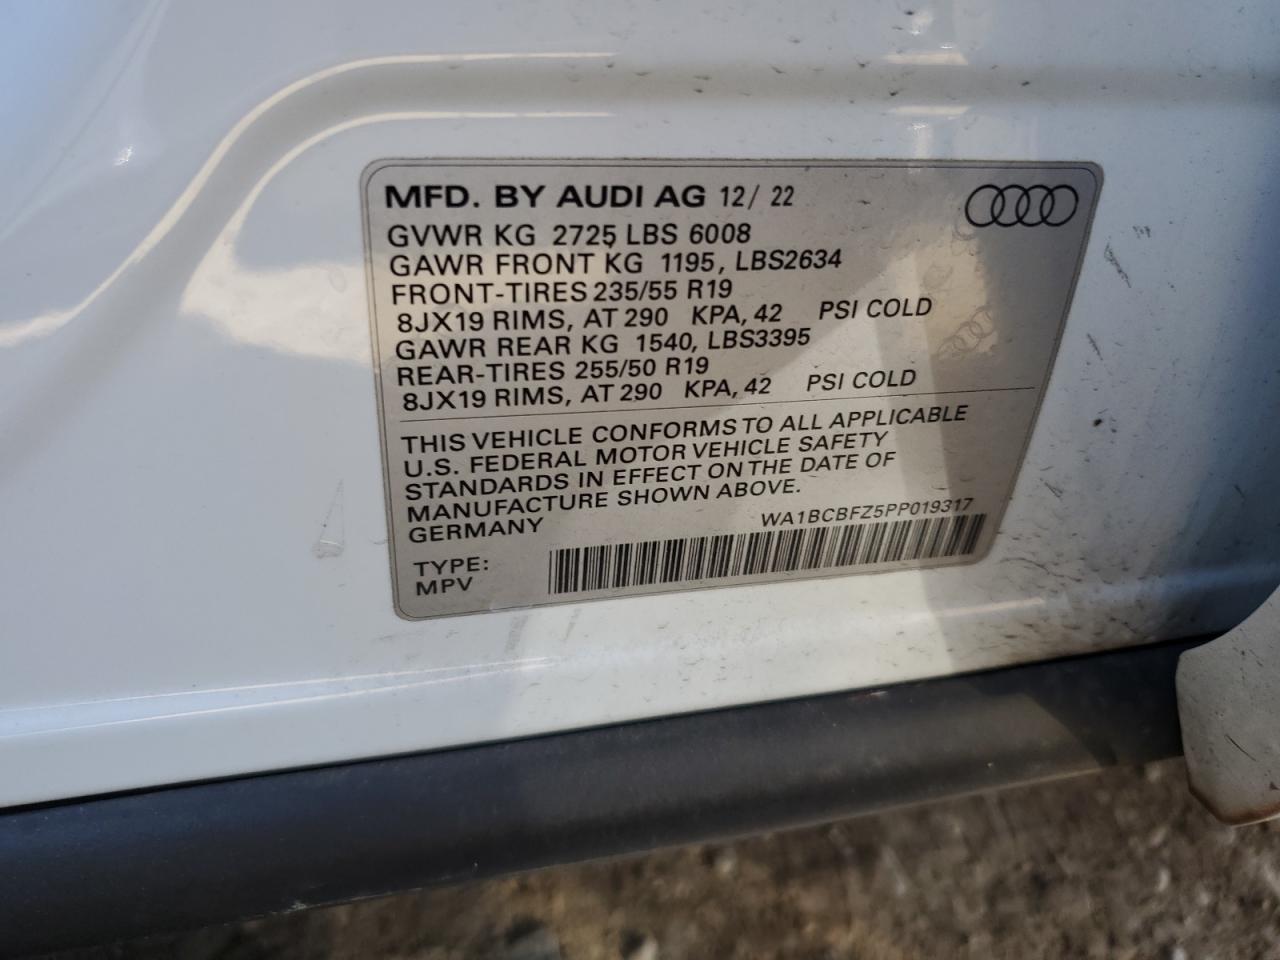 MFD. BY AUDI AG 12/ 22
GVWR KG 2725 LBS 6008
GAWR FRONT KG 1195, LBS2634
FRONT-TIRES 235/55 R19
8JX19 RIMS, AT 290 KPA, 42 PSI COLD
GAWR REAR KG 1540, LBS3395
REAR-TIRES 255/50 R19
8JX19 RIMS, AT 290 KPA, 42 PSI COLD
THIS VEHICLE CONFORMS TO ALL APPLICABLE
U.S. FEDERAL MOTOR VEHICLE SAFETY
STANDARDS IN EFFECT ON THE DATE OF
MANUFACTURE SHOWN ABOVE.
GERMANY WA1BCBFZ5PP019317
TYPE:
MPV